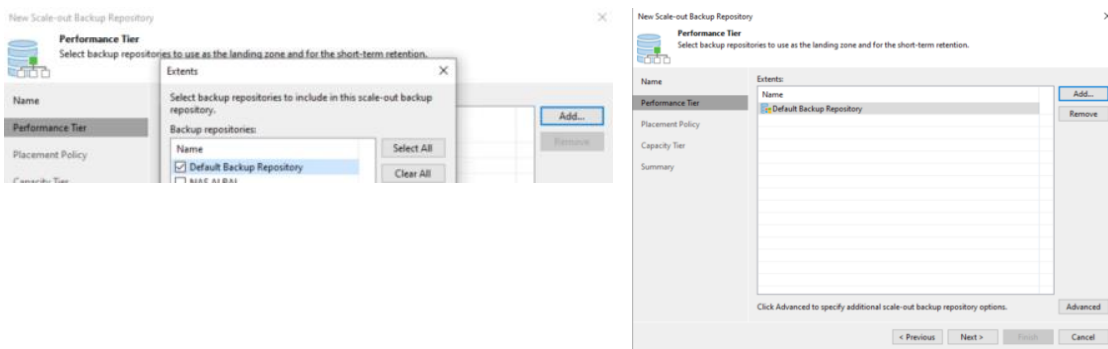 New Scale-out Backup Repository
Performance Tier
Select backup repositories to use as the landing zone and for the short-term retention.
Extents
Select backup repositories to include in this scale-out backup
repository.
Backup repositories:
Name
Default Backup Repository
Select All
Clear All
Name
Performance Tier
Placement Policy
Capacity Tier
Add...
Remove
New Scale-out Backup Repository
Performance Tier
Select backup repositories to use as the landing zone and for the short-term retention.
Name
Performance Tier
Placement Policy
Capacity Tier
Summary
Extents:
Name
Default Backup Repository
Add...
Remove
Click Advanced to specify additional scale-out backup repository options.
Advanced
< Previous
Next >
Finish
Cancel